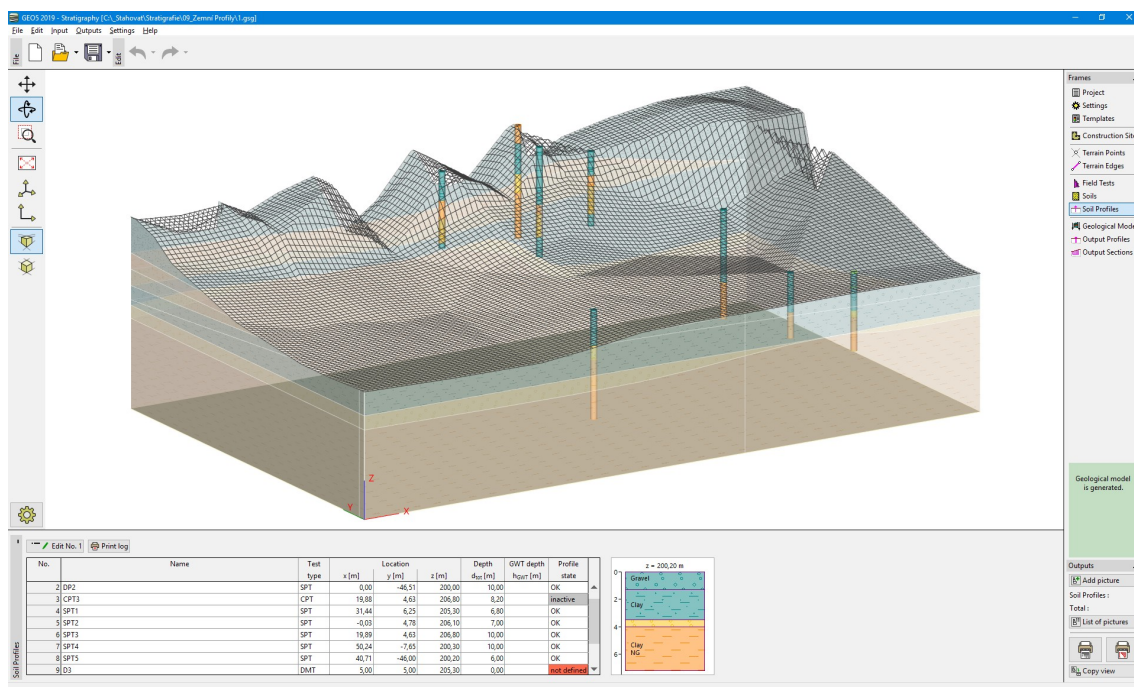 GEO5 2019 - Stratigraphy [C:\_Stahovat\Stratigrafie\09_Zemní Profily\1.gsg]
File Edit Input Outputs Settings Help
File
Edit
Frames
Project
Settings
Templates
Construction Site
Terrain Points
Terrain Edges
Field Tests
Soils
Soil Profiles
Geological Mode
Output Profiles
Output Sections
Z
Y
X
Geological model
is generated.
Edit No. 1 Print log
No. Name Test Location Depth GWT depth Profile
type x [m] y [m] z [m] dtot [m] hGWT [m] state
2 DP2 SPT 0,00 -46,51 200,00 10,00 OK
3 CPT3 CPT 19,88 4,63 206,80 8,20 inactive
4 SPT1 SPT 31,44 6,25 205,30 6,80 OK
5 SPT2 SPT -0,03 4,78 206,10 7,00 OK
6 SPT3 SPT 19,89 4,63 206,80 10,00 OK
7 SPT4 SPT 50,24 -7,65 200,30 10,00 OK
8 SPT5 SPT 40,71 -46,00 200,20 6,00 OK
9 D3 DMT 5,00 5,00 205,30 0,00 not defined
Soil Profiles
z = 200,20 m
0
Gravel
2
Clay
4
Clay
NG
6
Outputs
Add picture
Soil Profiles :
Total :
List of pictures
Copy view